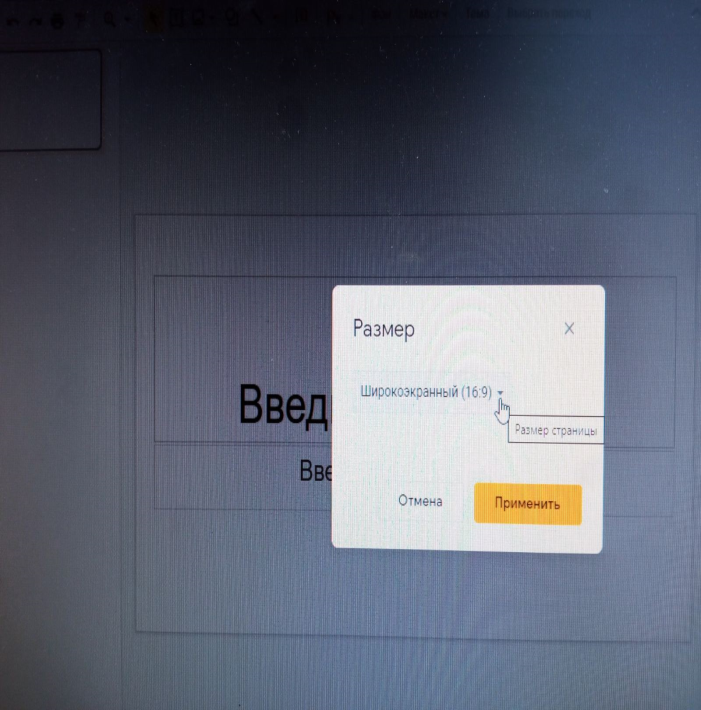 Размер
Широкоэкранный (16:9)
Размер страницы
Введ
Вве
Отмена
Применить